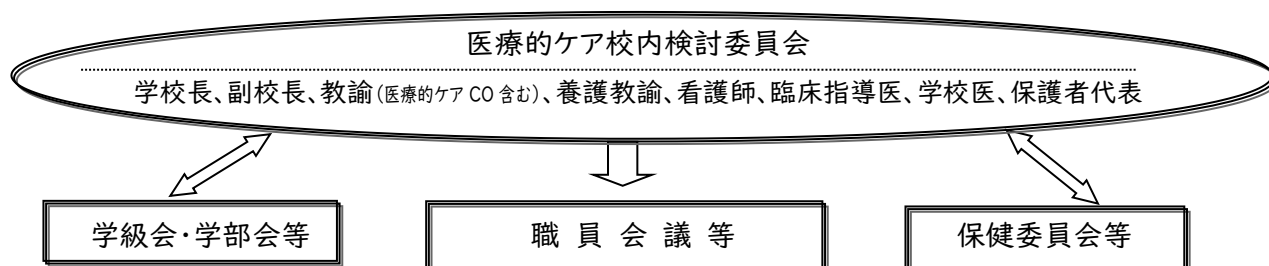 医療的ケア校内検討委員会
学校長、副校長、教諭(医療的ケア CO 含む)、養護教諭、看護師、臨床指導医、学校医、保護者代表
学級会・学部会等
職 員 会 議 等
保健委員会等